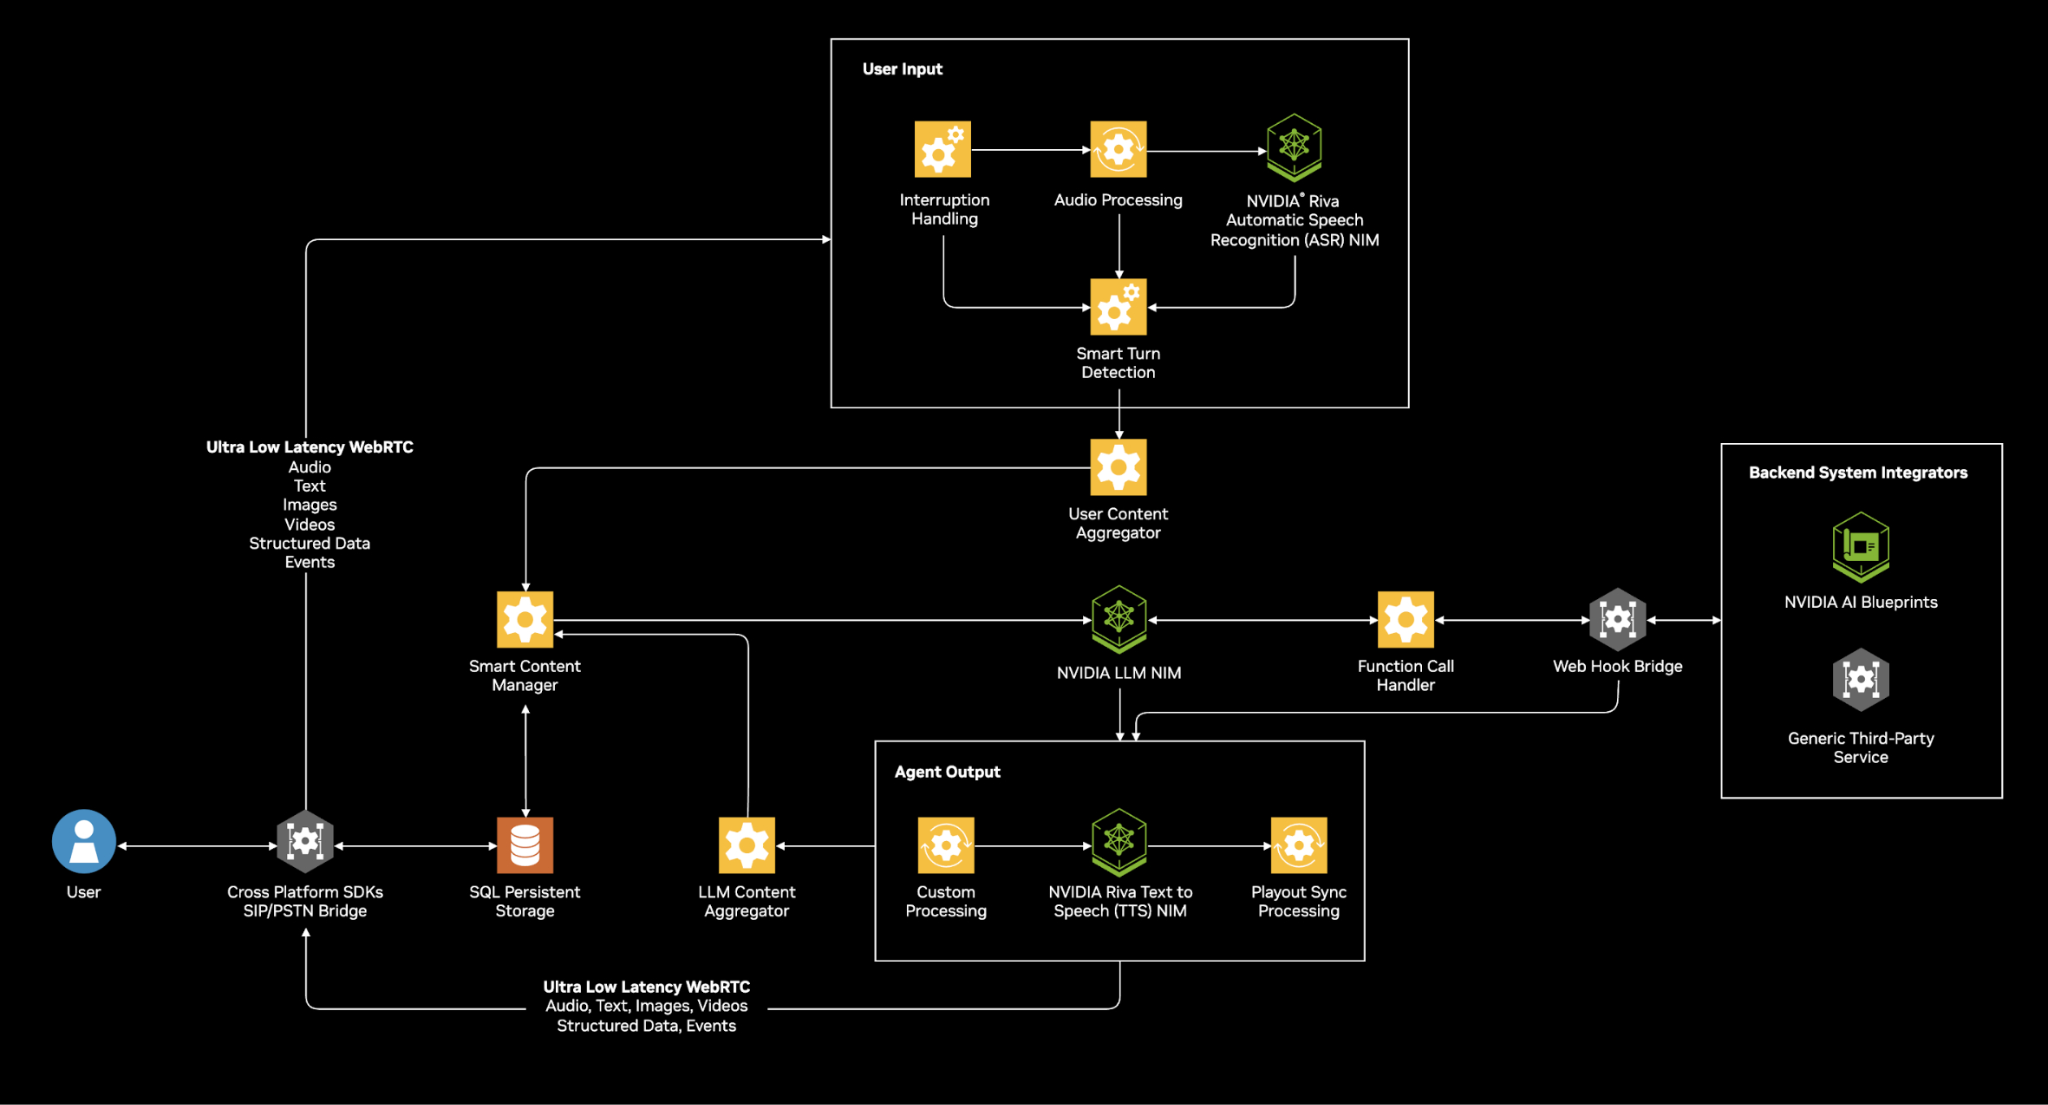 User Input
Interruption
Handling
Audio Processing
NVIDIA® Riva
Automatic Speech
Recognition (ASR) NIM
Smart Turn
Detection
Ultra Low Latency WebRTC
Audio
Text
Images
Videos
Structured Data
Events
User Content
Aggregator
Backend System Integrators
NVIDIA AI Blueprints
Generic Third-Party
Service
Smart Content
Manager
NVIDIA LLM NIM
Function Call
Handler
Web Hook Bridge
Agent Output
Custom
Processing
NVIDIA Riva Text to
Speech (TTS) NIM
Playout Sync
Processing
User
Cross Platform SDKs
SIP/PSTN Bridge
SQL Persistent
Storage
LLM Content
Aggregator
Ultra Low Latency WebRTC
Audio, Text, Images, Videos
Structured Data, Events